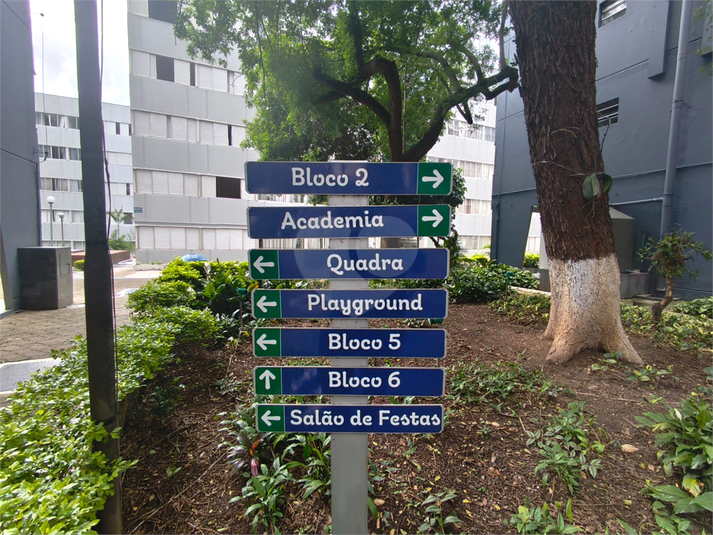 Bloco 2 →
Academia →
← Quadra
← Playground
← Bloco 5
↑ Bloco 6
← Salão de Festas